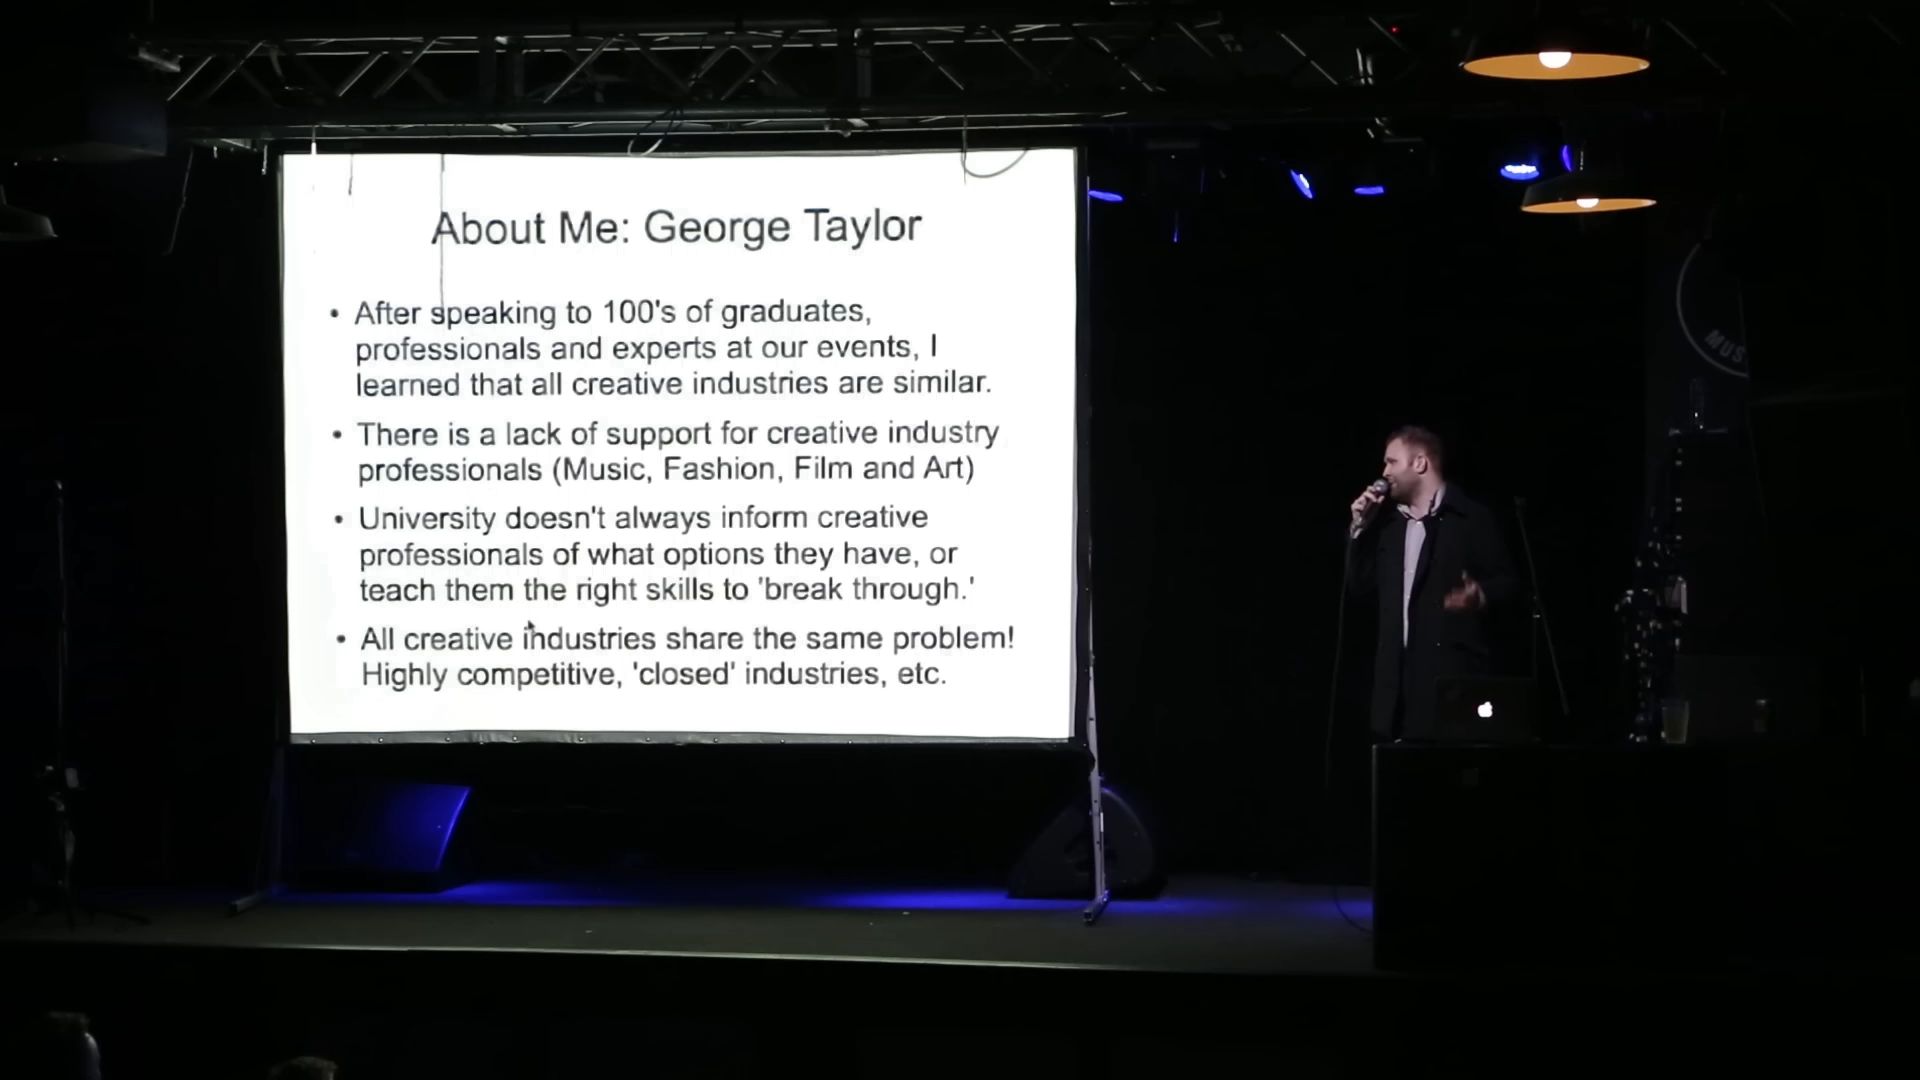 About Me: George Taylor
• After speaking to 100's of graduates,
professionals and experts at our events, I
learned that all creative industries are similar.
• There is a lack of support for creative industry
professionals (Music, Fashion, Film and Art)
• University doesn't always inform creative
professionals of what options they have, or
teach them the right skills to 'break through.'
• All creative industries share the same problem!
Highly competitive, 'closed' industries, etc.
MUS